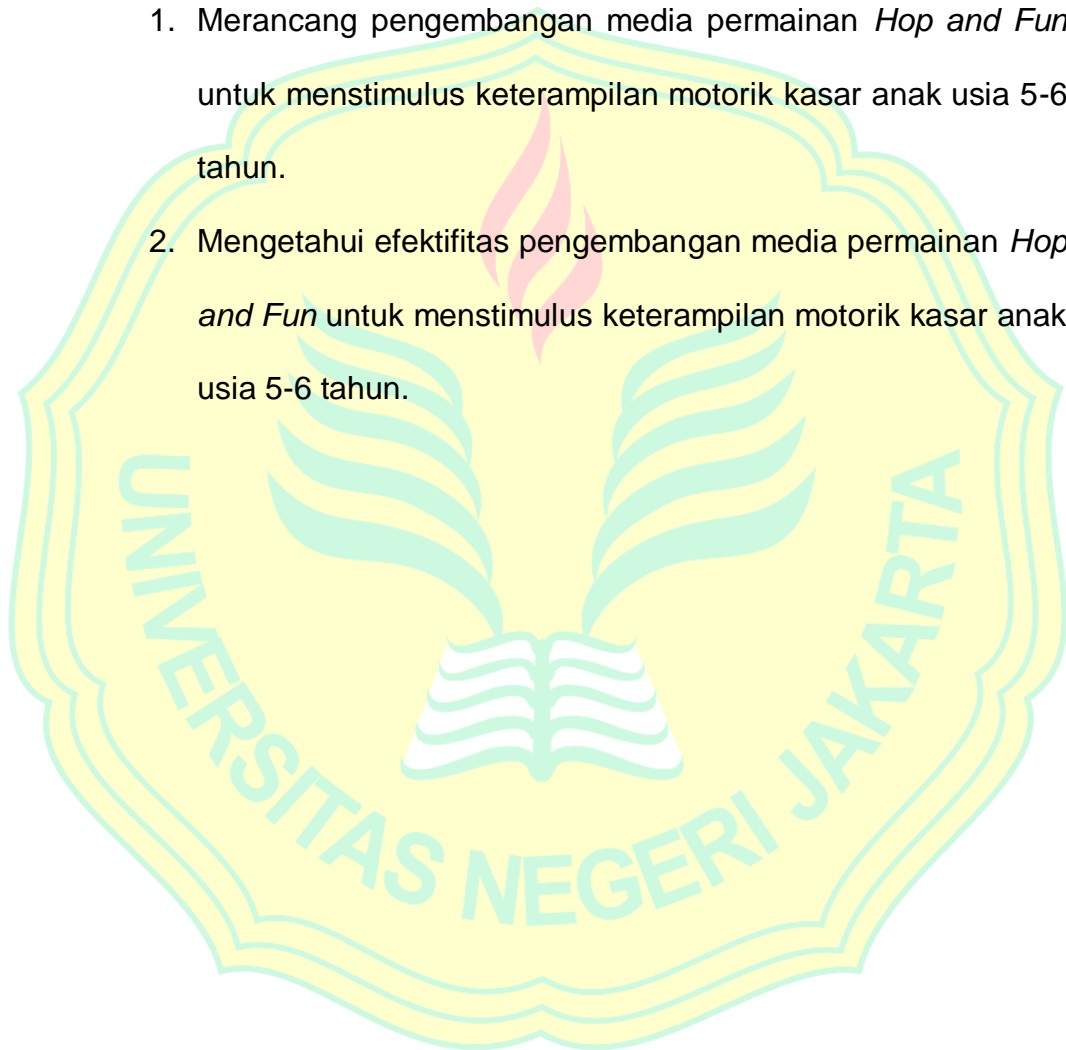 1. Merancang pengembangan media permainan Hop and Fun
untuk menstimulus keterampilan motorik kasar anak usia 5-6
tahun.
2. Mengetahui efektifitas pengembangan media permainan Hop
and Fun untuk menstimulus keterampilan motorik kasar anak
usia 5-6 tahun.
UNIVERSITAS NEGERI JAKARTA